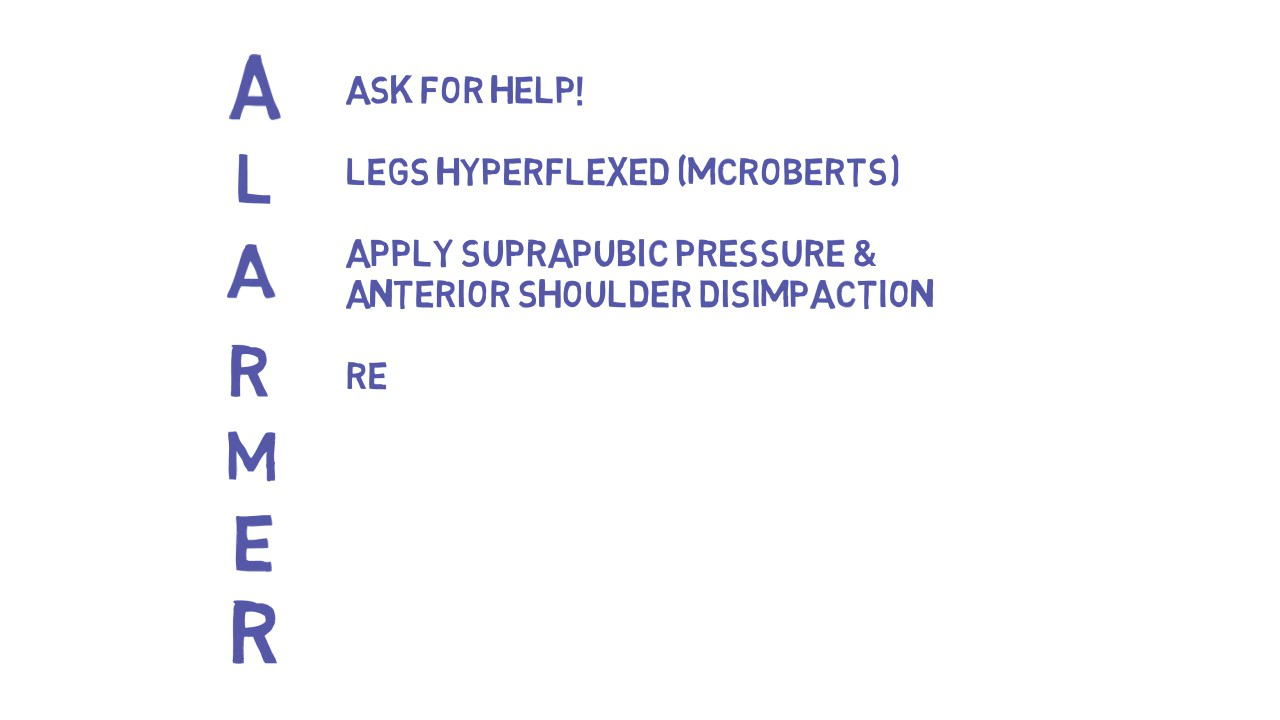 A ASK FOR HELP!
L LEGS HYPERFLEXED (MCROBERTS)
A APPLY SUPRAPUBIC PRESSURE &
ANTERIOR SHOULDER DISIMPACTION
R RE
M
E
R